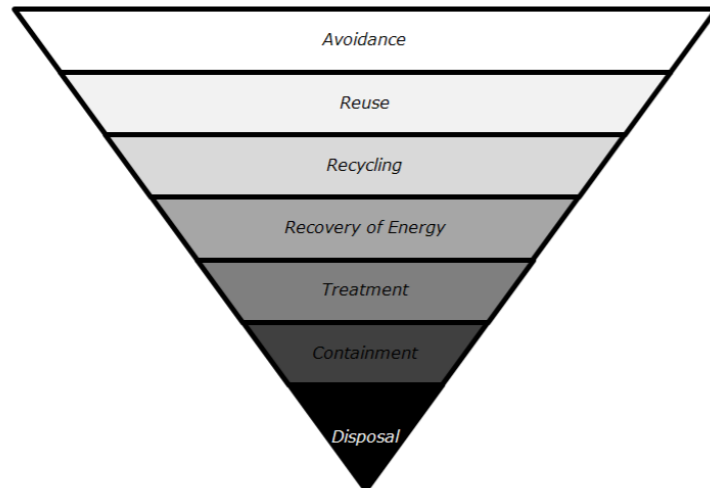 Avoidance
Reuse
Recycling
Recovery of Energy
Treatment
Containment
Disposal